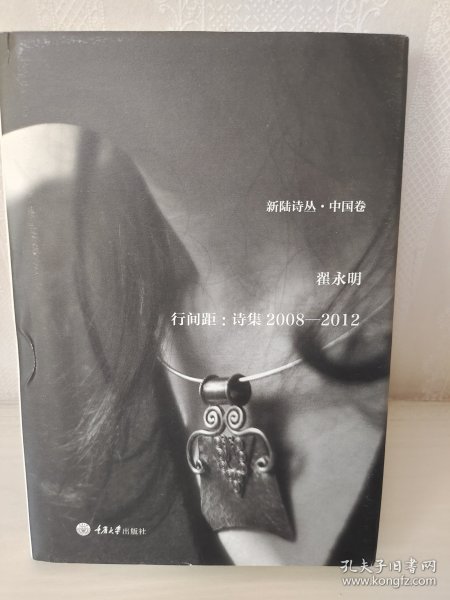 新陆诗丛·中国卷
翟永明
行间距：诗集 2008—2012
重庆大学出版社
孔夫子旧书网
www.kongfz.com